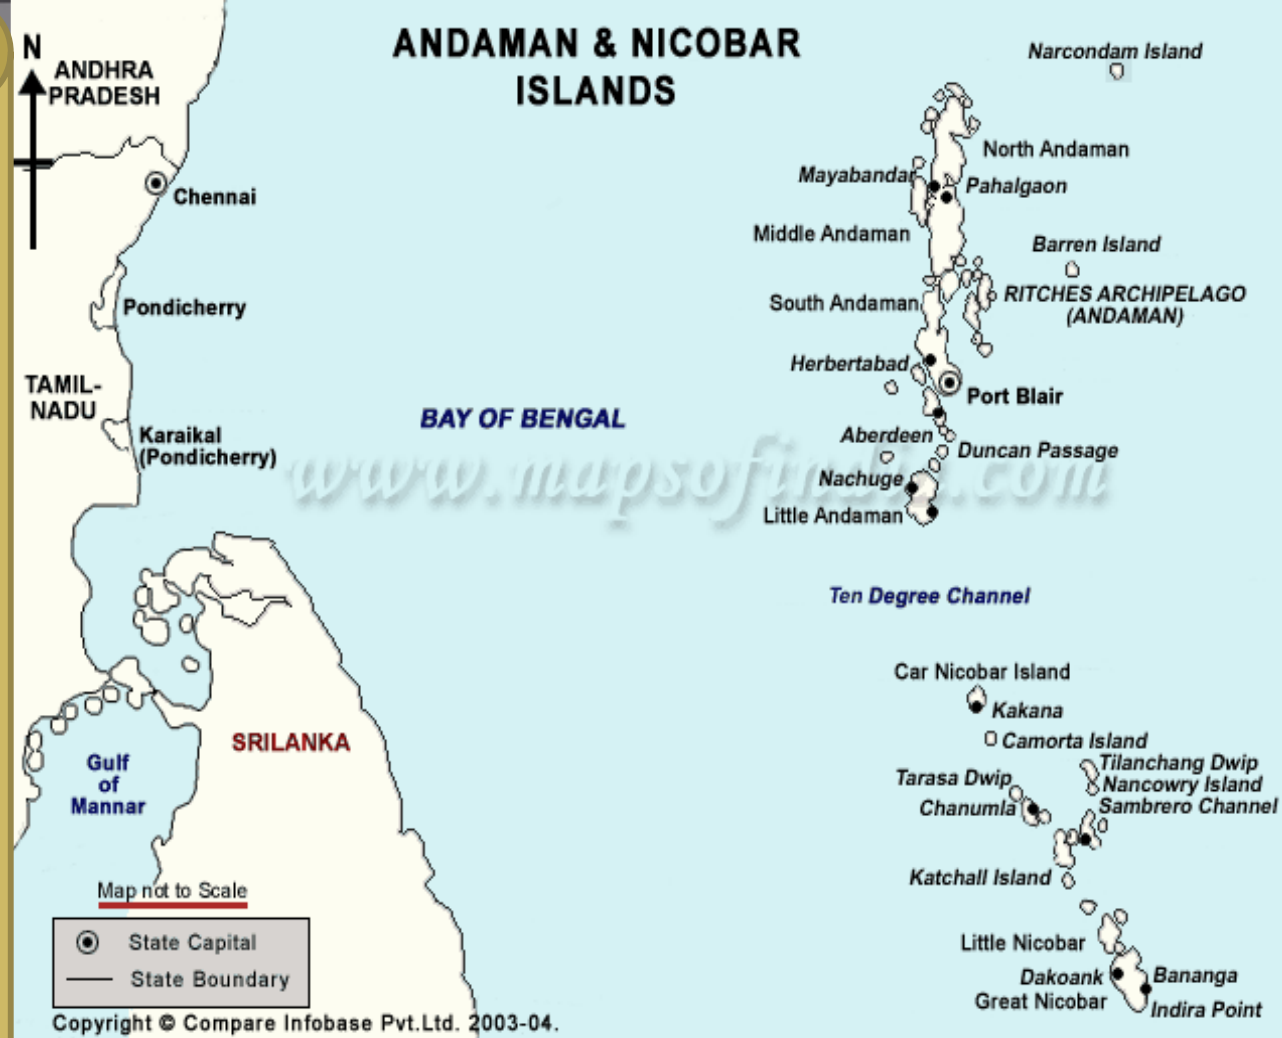 ANDAMAN & NICOBAR
ISLANDS
N
ANDHRA
PRADESH
Chennai
Pondicherry
TAMIL-
NADU
Karaikal
(Pondicherry)
BAY OF BENGAL
www.mapsofindia.com
Narcondam Island
North Andaman
Mayabandar
Pahalgaon
Middle Andaman
Barren Island
RITCHES ARCHIPELAGO
(ANDAMAN)
South Andaman
Herbertabad
Port Blair
Aberdeen
Duncan Passage
Nachuge
Little Andaman
Ten Degree Channel
Car Nicobar Island
Kakana
Camorta Island
Tilanchang Dwip
Tarasa Dwip
Nancowry Island
Chanumla
Sambrero Channel
Katchall Island
Little Nicobar
Dakoank
Bananga
Great Nicobar
Indira Point
SRILANKA
Gulf
of
Mannar
Map not to Scale
State Capital
State Boundary
Copyright © Compare Infobase Pvt.Ltd. 2003-04.